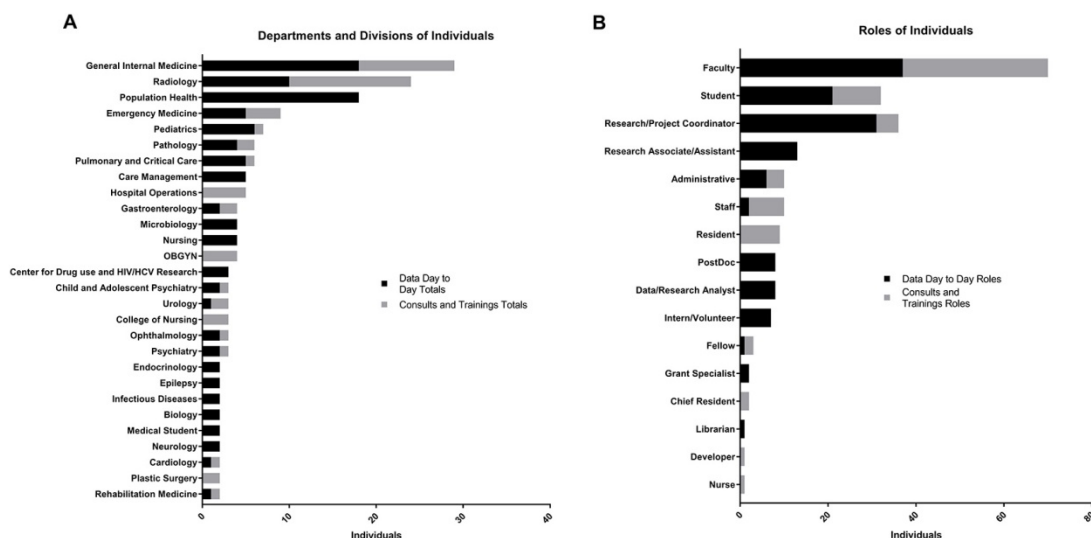 A
Departments and Divisions of Individuals
General Internal Medicine
Radiology
Population Health
Emergency Medicine
Pediatrics
Pathology
Pulmonary and Critical Care
Care Management
Hospital Operations
Gastroenterology
Microbiology
Nursing
OBGYN
Center for Drug use and HIV/HCV Research
Child and Adolescent Psychiatry
Urology
College of Nursing
Ophthalmology
Psychiatry
Endocrinology
Epilepsy
Infectious Diseases
Biology
Medical Student
Neurology
Cardiology
Plastic Surgery
Rehabilitation Medicine
Data Day to
Day Totals
Consults and Trainings Totals
0 10 20 30 40
Individuals
B
Roles of Individuals
Faculty
Student
Research/Project Coordinator
Research Associate/Assistant
Administrative
Staff
Resident
PostDoc
Data/Research Analyst
Intern/Volunteer
Fellow
Grant Specialist
Chief Resident
Librarian
Developer
Nurse
Data Day to Day Roles
Consults and
Trainings Roles
0 20 40 60 80
Individuals